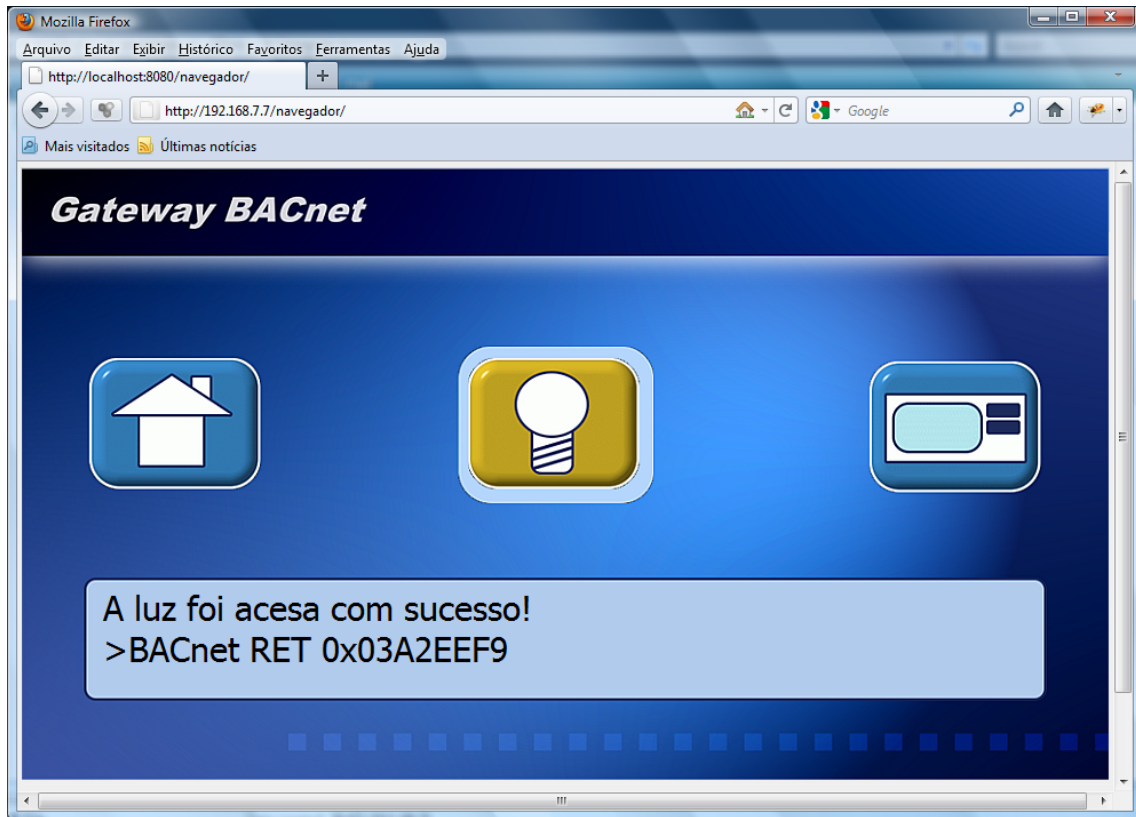 Mozilla Firefox
Arquivo Editar Exibir Histórico Favoritos Ferramentas Ajuda
http://localhost:8080/navegador/
http://192.168.7.7/navegador/
Google
Mais visitados Últimas notícias
Gateway BACnet
A luz foi acesa com sucesso!
>BACnet RET 0x03A2EEF9